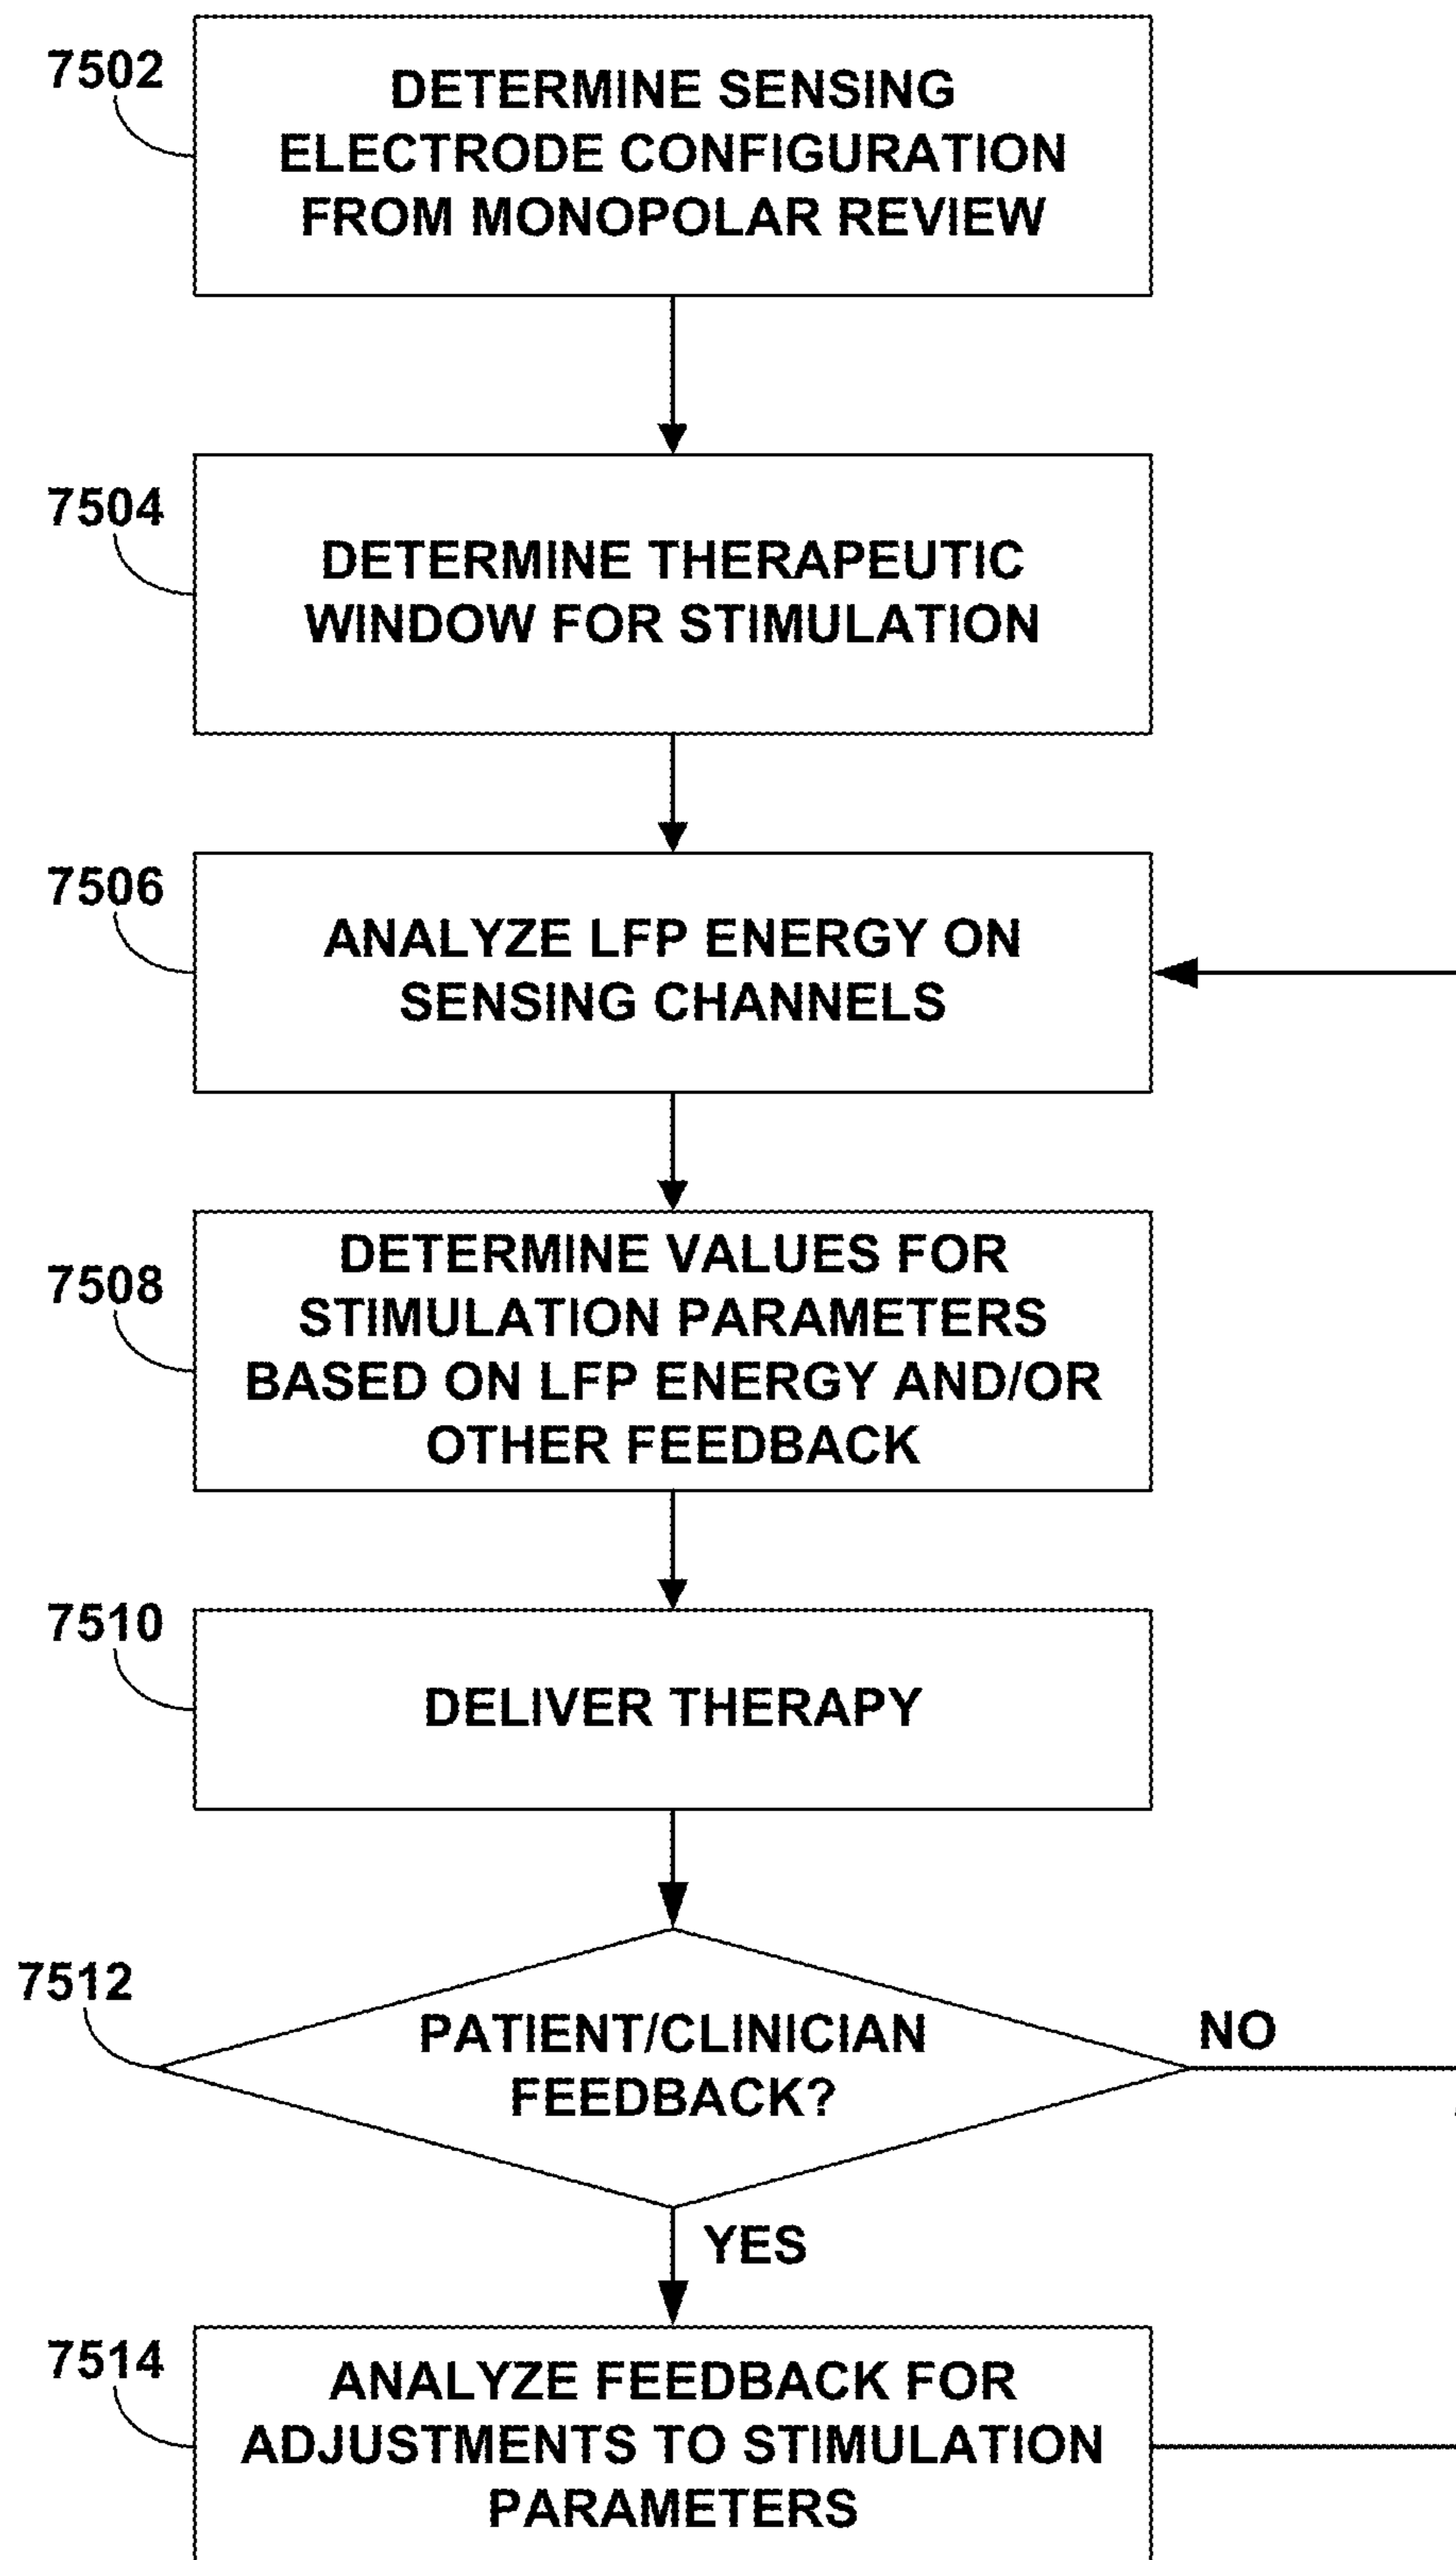 7502
DETERMINE SENSING
ELECTRODE CONFIGURATION
FROM MONOPOLAR REVIEW
7504
DETERMINE THERAPEUTIC
WINDOW FOR STIMULATION
7506
ANALYZE LFP ENERGY ON
SENSING CHANNELS
7508
DETERMINE VALUES FOR
STIMULATION PARAMETERS
BASED ON LFP ENERGY AND/OR
OTHER FEEDBACK
7510
DELIVER THERAPY
7512
PATIENT/CLINICIAN
FEEDBACK?
NO
YES
7514
ANALYZE FEEDBACK FOR
ADJUSTMENTS TO STIMULATION
PARAMETERS